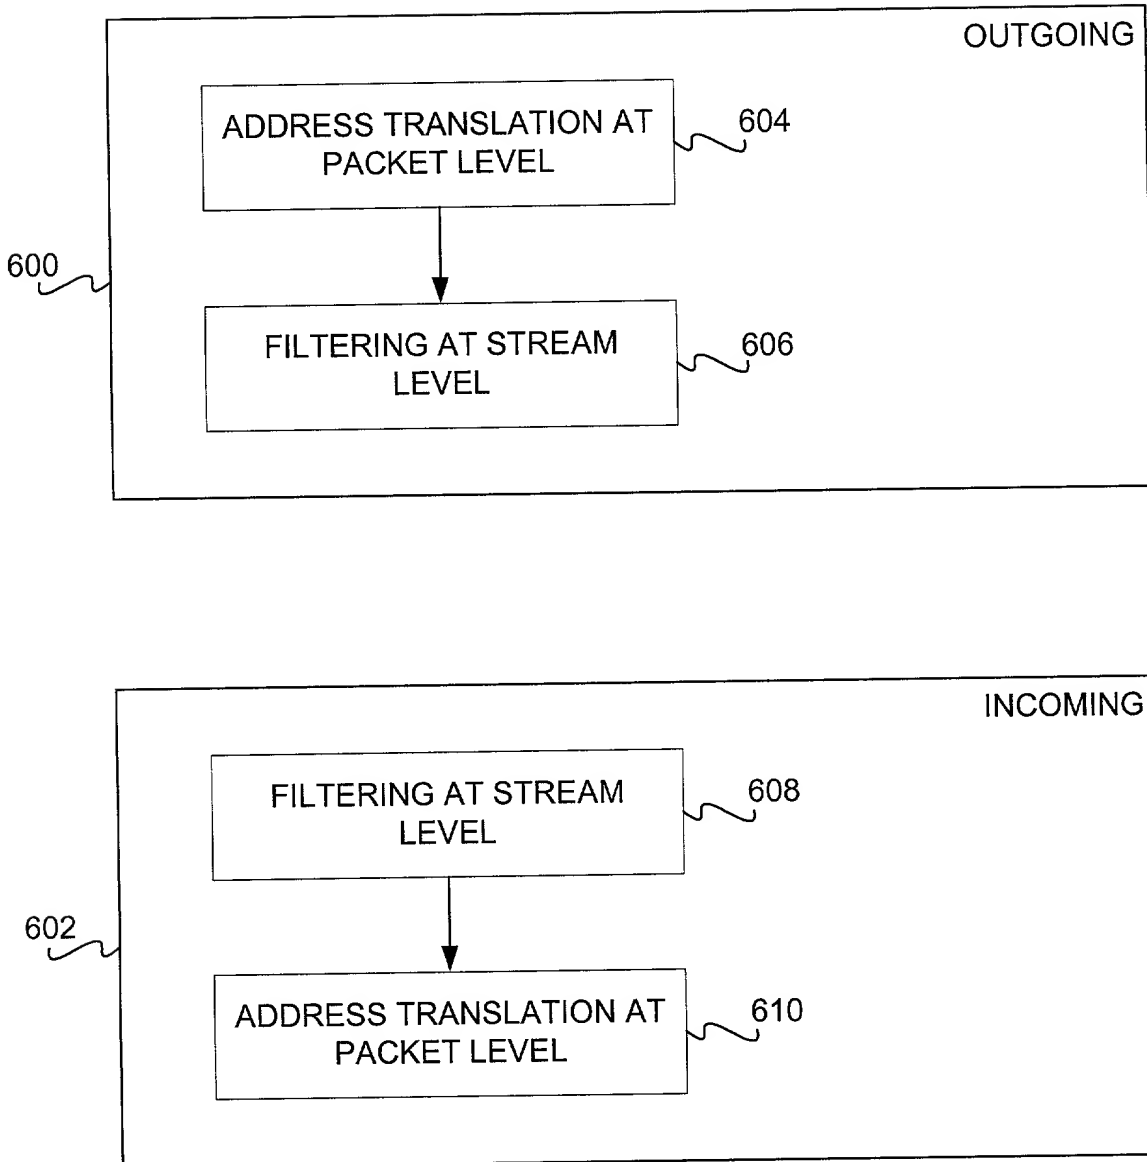 OUTGOING
ADDRESS TRANSLATION AT
PACKET LEVEL
604
600
FILTERING AT STREAM
LEVEL
606
INCOMING
FILTERING AT STREAM
LEVEL
608
602
ADDRESS TRANSLATION AT
PACKET LEVEL
610